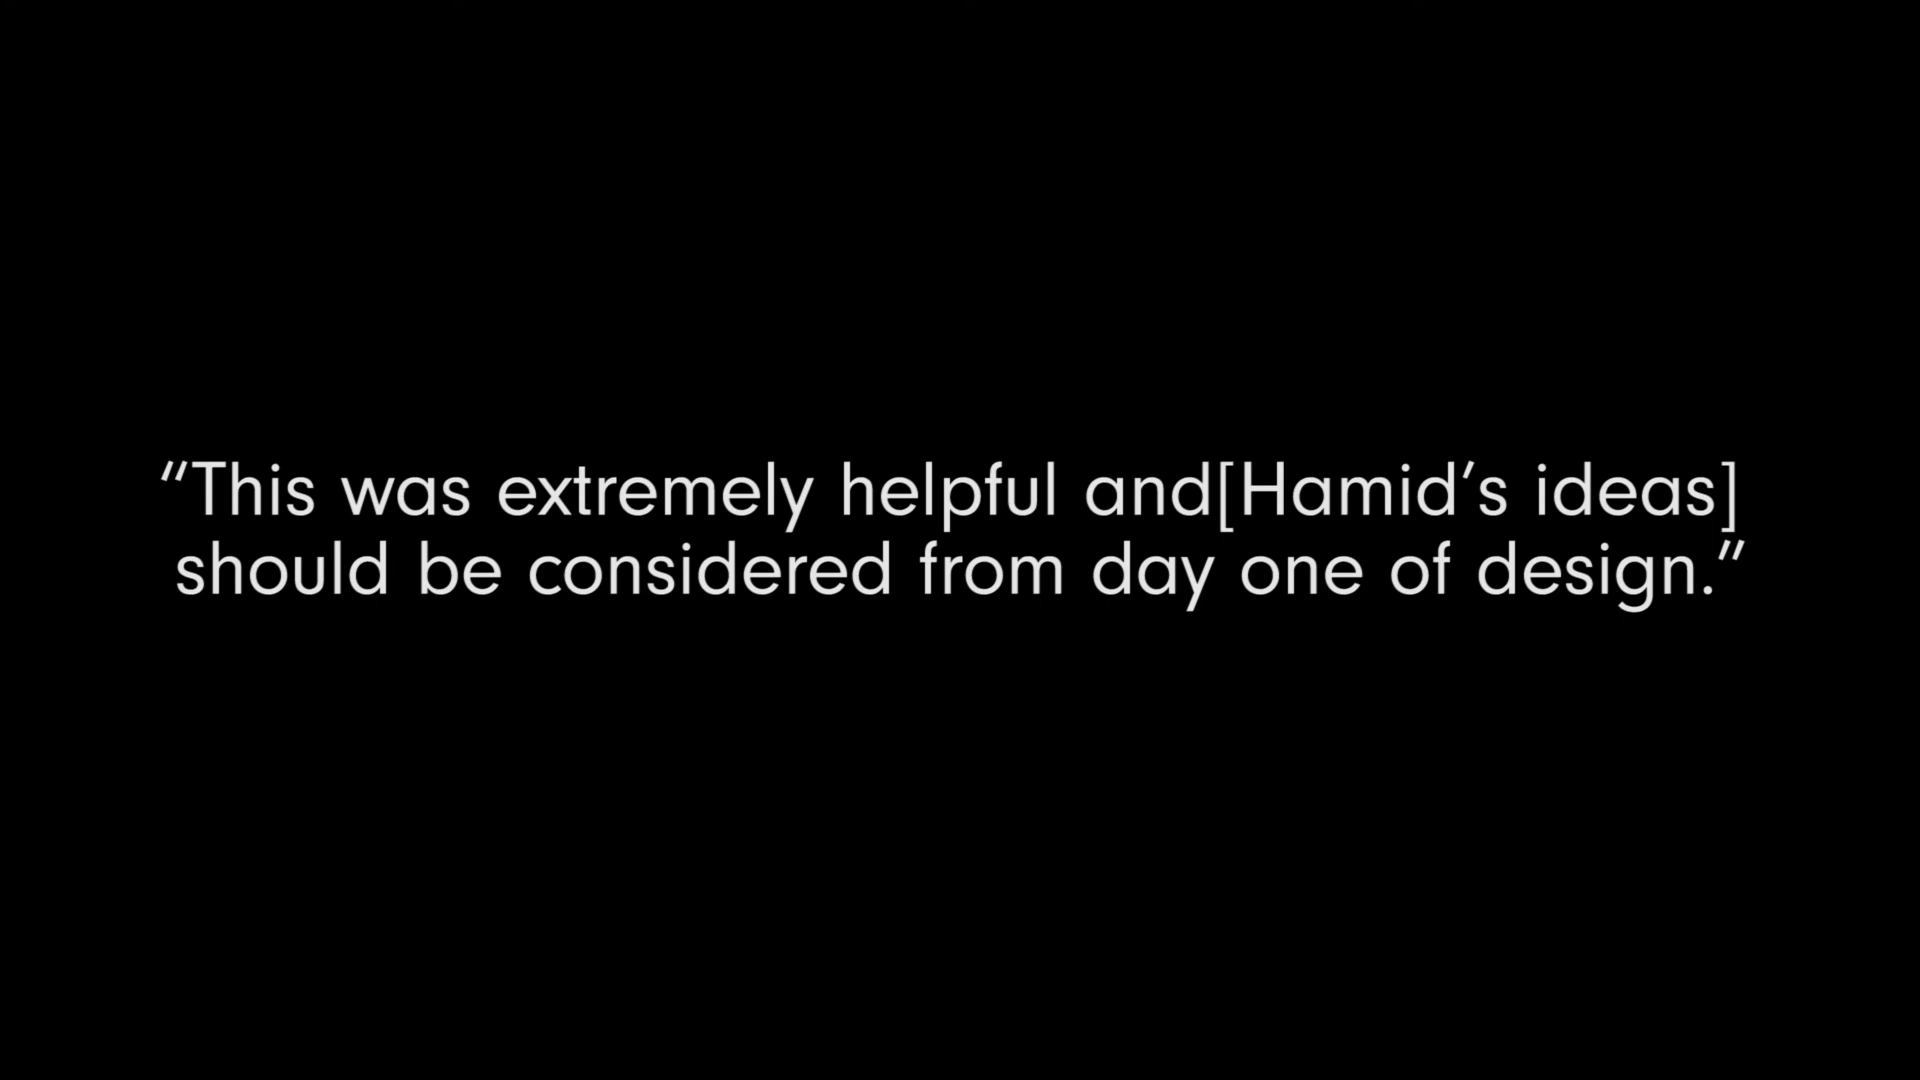 “This was extremely helpful and[Hamid’s ideas]
should be considered from day one of design.”